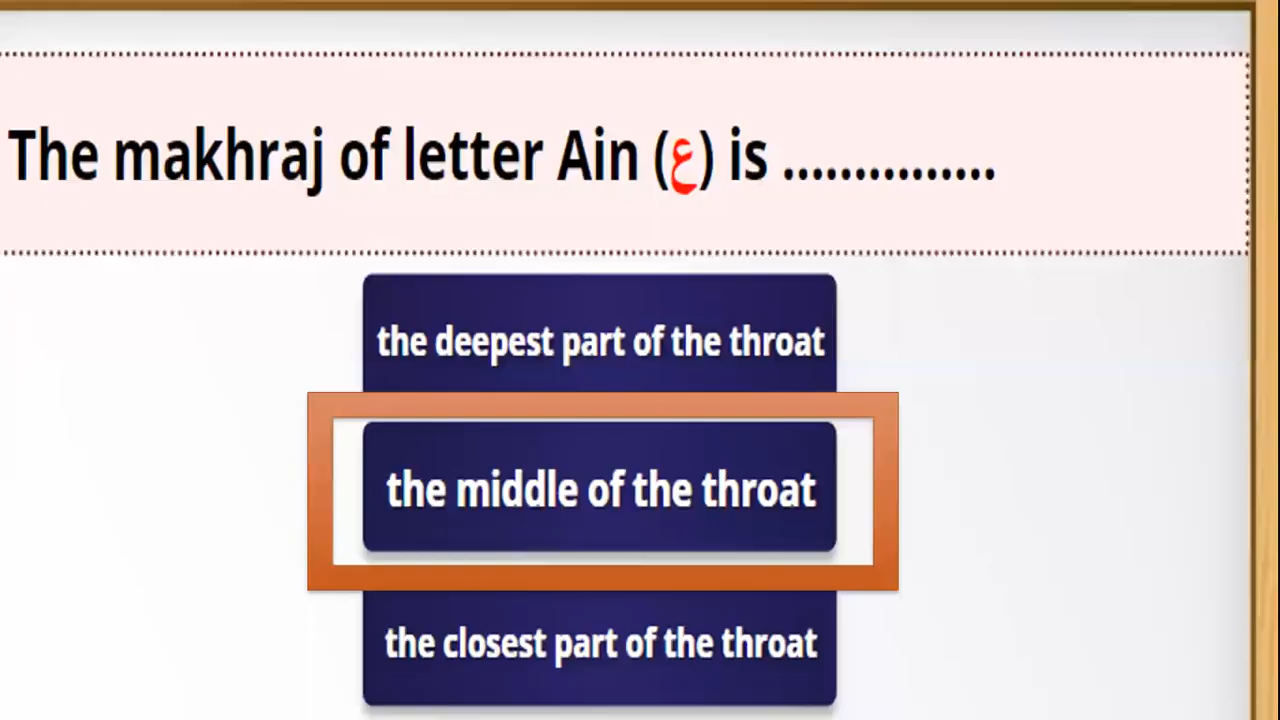 The makhraj of letter Ain (ع) is ...............
the deepest part of the throat
the middle of the throat
the closest part of the throat